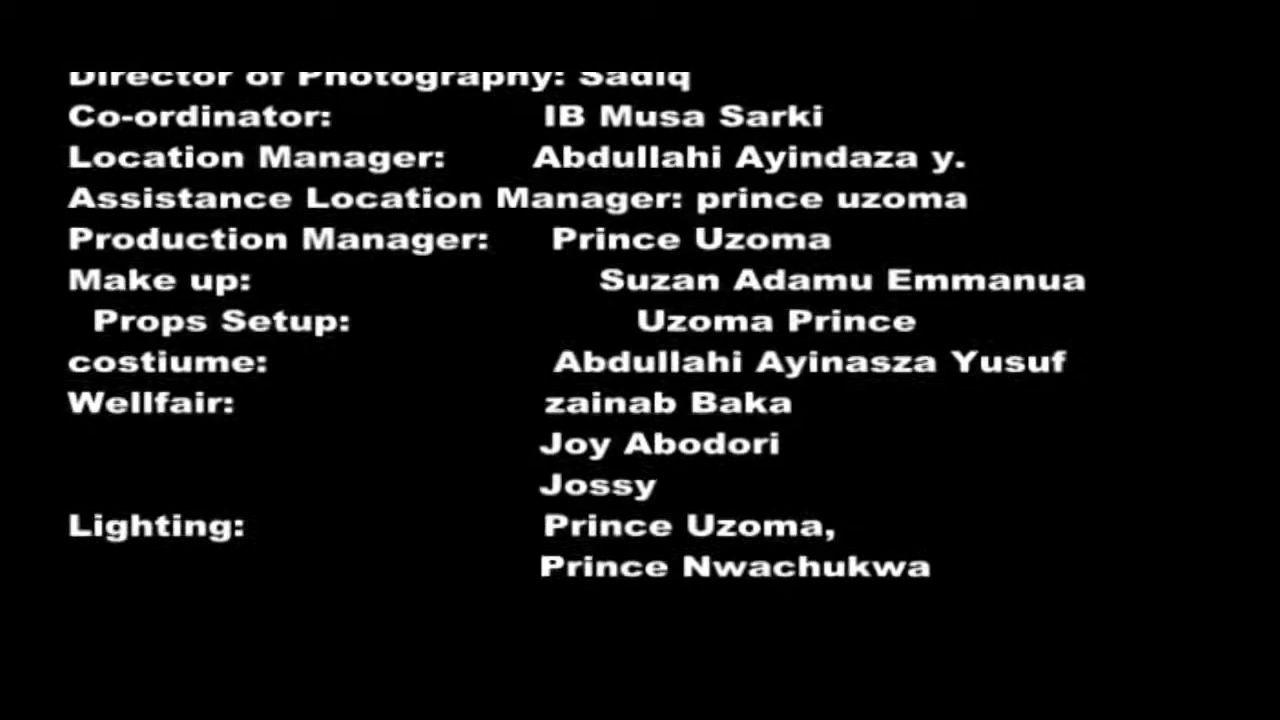 Director of Photography: Sadiq
Co-ordinator: IB Musa Sarki
Location Manager: Abdullahi Ayindaza y.
Assistance Location Manager: prince uzoma
Production Manager: Prince Uzoma
Make up: Suzan Adamu Emmanua
Props Setup: Uzoma Prince
costiume: Abdullahi Ayinasza Yusuf
Wellfair: zainab Baka
Joy Abodori
Jossy
Lighting: Prince Uzoma,
Prince Nwachukwa